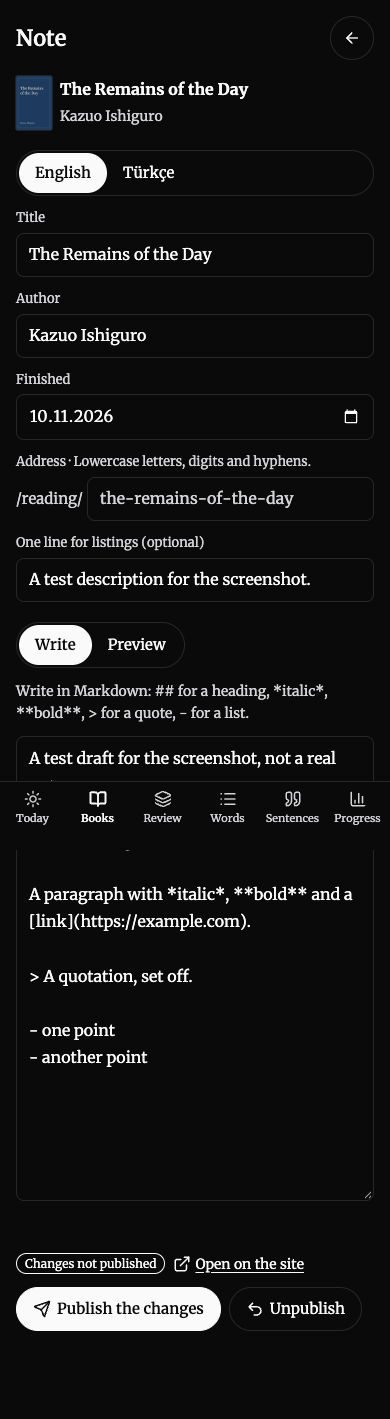 Note
The Remains of the Day
Kazuo Ishiguro
English Türkçe
Title
The Remains of the Day
Author
Kazuo Ishiguro
Finished
10.11.2026
Address · Lowercase letters, digits and hyphens.
/reading/ the-remains-of-the-day
One line for listings (optional)
A test description for the screenshot.
Write Preview
Write in Markdown: ## for a heading, *italic*,
**bold**, > for a quote, - for a list.
A test draft for the screenshot, not a real
Today Books Review Words Sentences Progress
A paragraph with *italic*, **bold** and a
[link](https://example.com).
> A quotation, set off.
- one point
- another point
Changes not published Open on the site
Publish the changes Unpublish